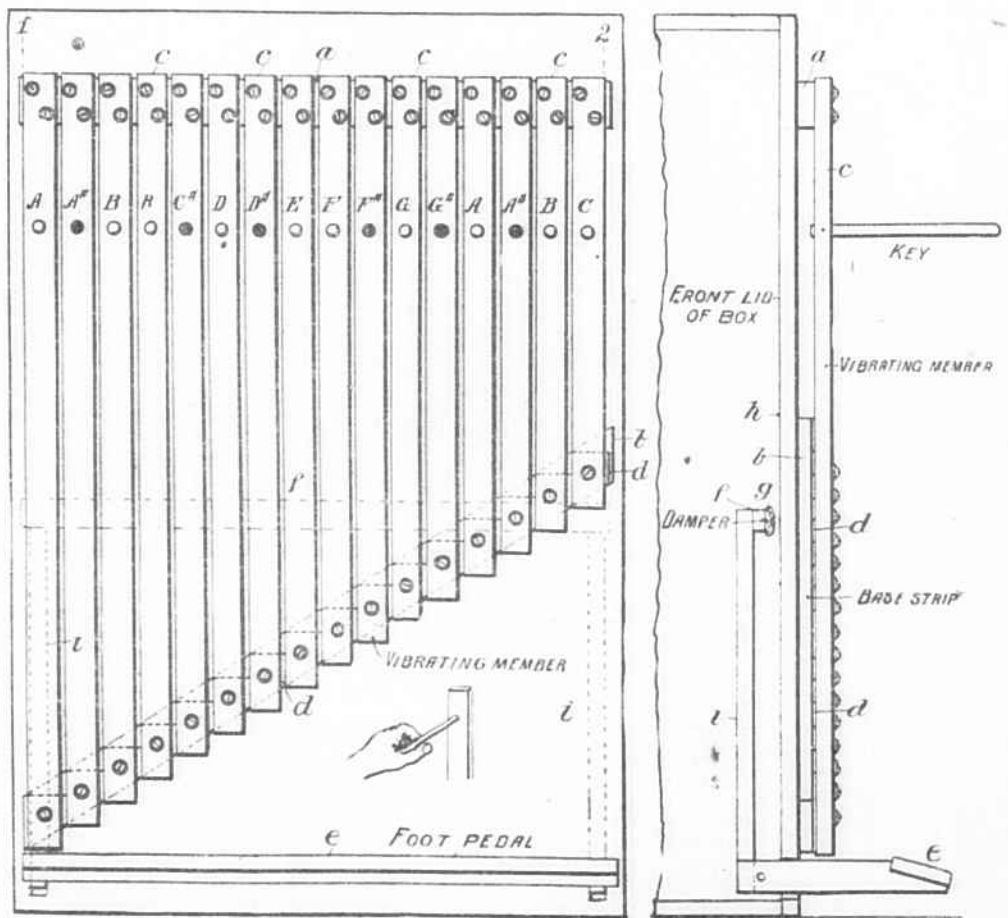 1 2
c c a c c
A A# B B C# D D# E F F# G G# A A# B C
b
d
f
i
VIBRATING MEMBER
d
i
e FOOT PEDAL
a
c
KEY
FRONT LID
OF BOX
VIBRATING MEMBER
h
b
f g
DAMPER
d
BASE STRIP
i
d
e